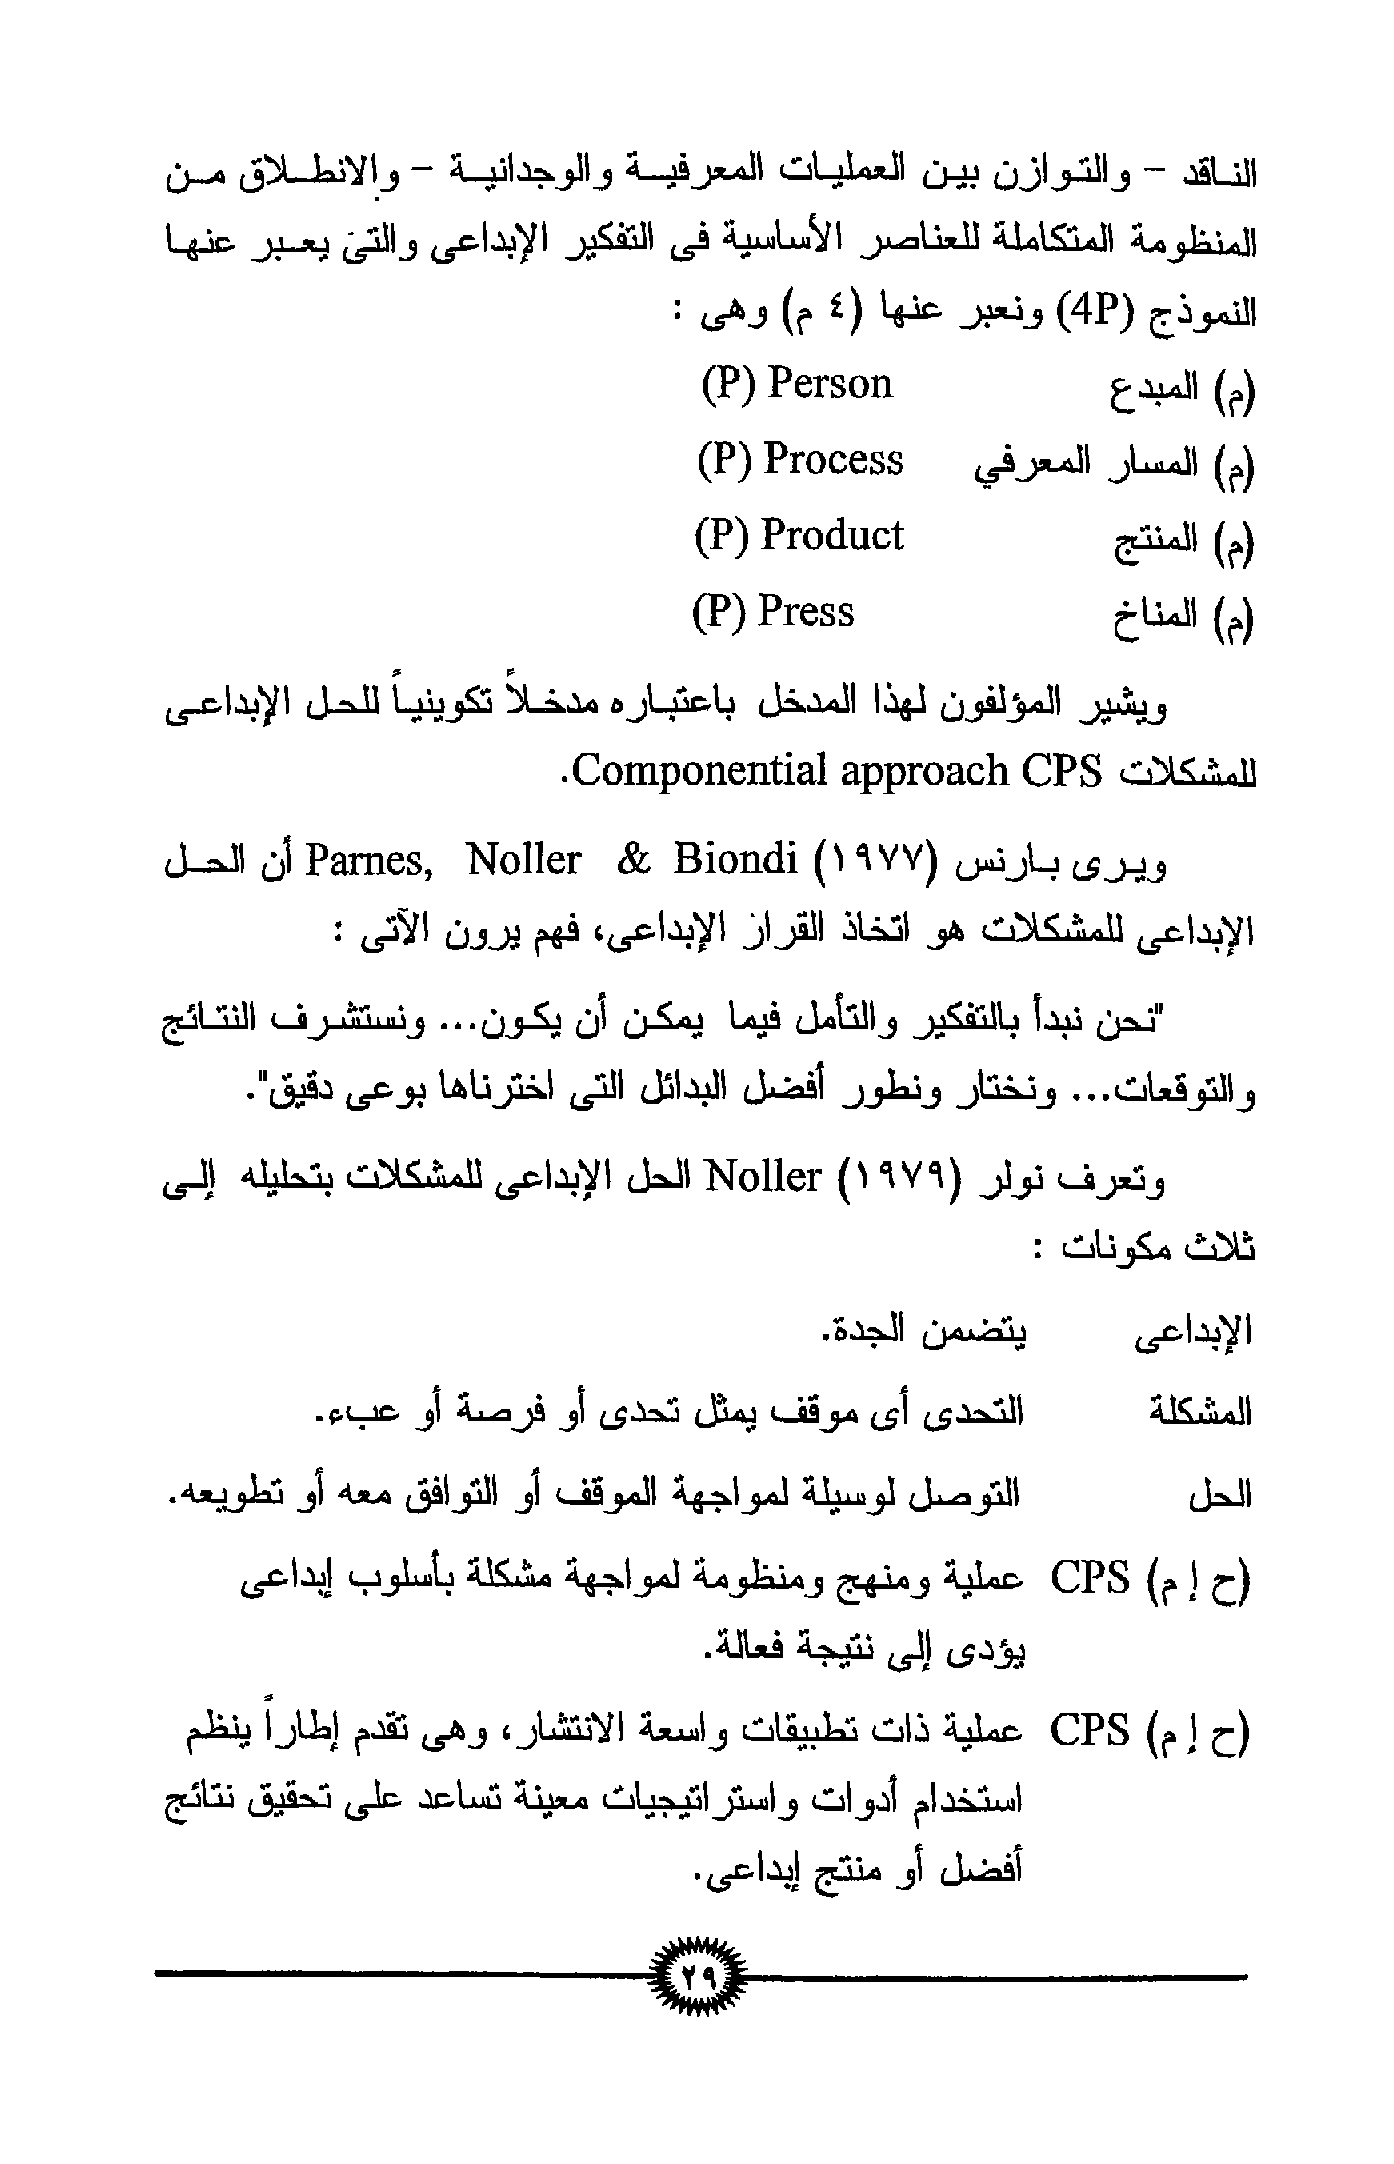 الناقد – والتوازن بين العمليات المعرفية والوجدانية – والانطلاق من
المنظومة المتكاملة للعناصر الأساسية فى التفكير الإبداعى والتى يعبر عنها
النموذج (4P) ونعبر عنها (٤ م) وهى :
(م) المبدع (P) Person
(م) المسار المعرفي (P) Process
(م) المنتج (P) Product
(م) المناخ (P) Press
ويشير المؤلفون لهذا المدخل باعتباره مدخلاً تكوينياً للحل الإبداعى
للمشكلات Componential approach CPS.
ويرى بارنس (١٩٧٧) Parnes, Noller & Biondi أن الحل
الإبداعى للمشكلات هو اتخاذ القرار الإبداعى، فهم يرون الآتى :
"نحن نبدأ بالتفكير والتأمل فيما يمكن أن يكون... ونستشرف النتائج
والتوقعات... ونختار ونطور أفضل البدائل التى اخترناها بوعى دقيق".
وتعرف نولر (١٩٧٩) Noller الحل الإبداعى للمشكلات بتحليله إلى
ثلاث مكونات :
الإبداعى يتضمن الجدة.
المشكلة التحدى أى موقف يمثل تحدى أو فرصة أو عبء.
الحل التوصل لوسيلة لمواجهة الموقف أو التوافق معه أو تطويعه.
(ح إ م) CPS عملية ومنهج ومنظومة لمواجهة مشكلة بأسلوب إبداعى
يؤدى إلى نتيجة فعالة.
(ح إ م) CPS عملية ذات تطبيقات واسعة الانتشار، وهى تقدم إطاراً ينظم
استخدام أدوات واستراتيجيات معينة تساعد على تحقيق نتائج
أفضل أو منتج إبداعى.
٢٩